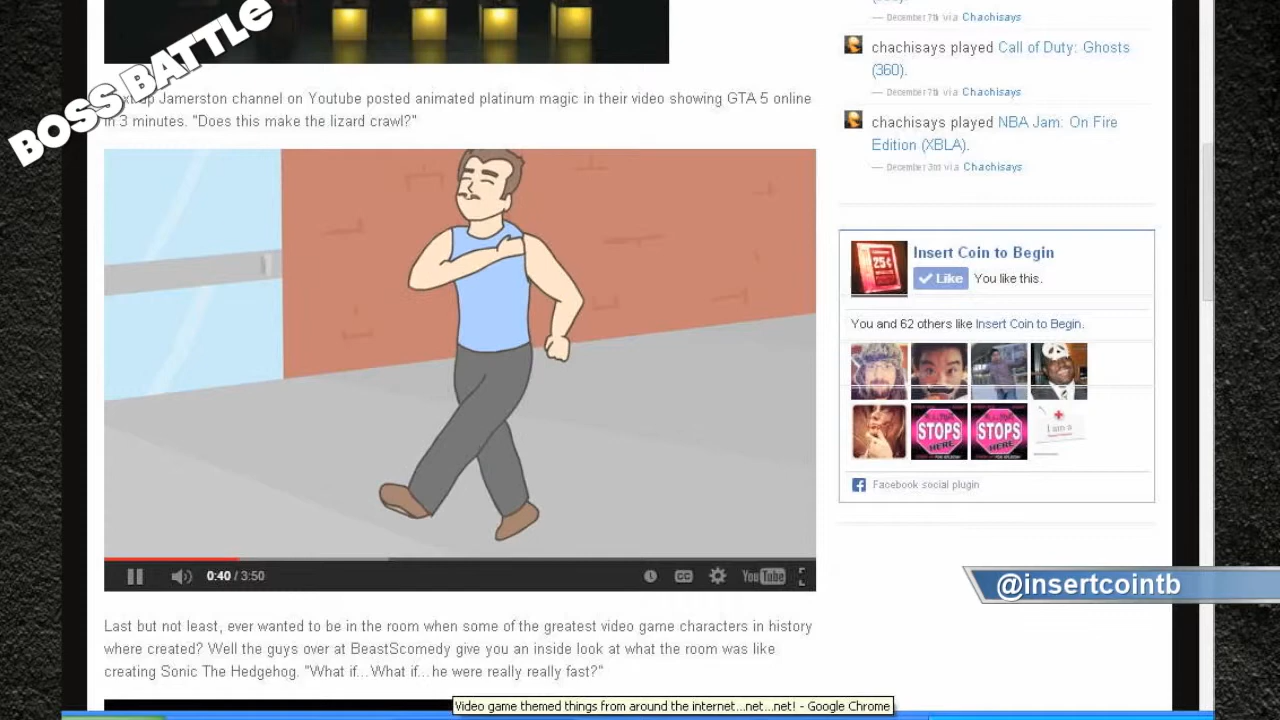 BOSS BATTLE
Jamerston channel on Youtube posted animated platinum magic in their video showing GTA 5 online
in 3 minutes. "Does this make the lizard crawl?"
0:40 / 3:50
CC
YouTube
Last but not least, ever wanted to be in the room when some of the greatest video game characters in history
where created? Well the guys over at BeastScomedy give you an inside look at what the room was like
creating Sonic The Hedgehog. "What if...What if...he were really really fast?"
— December 7th via Chachisays
chachisays played Call of Duty: Ghosts
(360).
— December 7th via Chachisays
chachisays played NBA Jam: On Fire
Edition (XBLA).
— December 3rd via Chachisays
25¢
Insert Coin to Begin
Like You like this.
You and 62 others like Insert Coin to Begin.
STOPS
HERE
STOPS
HERE
I am a
Facebook social plugin
@insertcointb
Video game themed things from around the internet...net...net! - Google Chrome